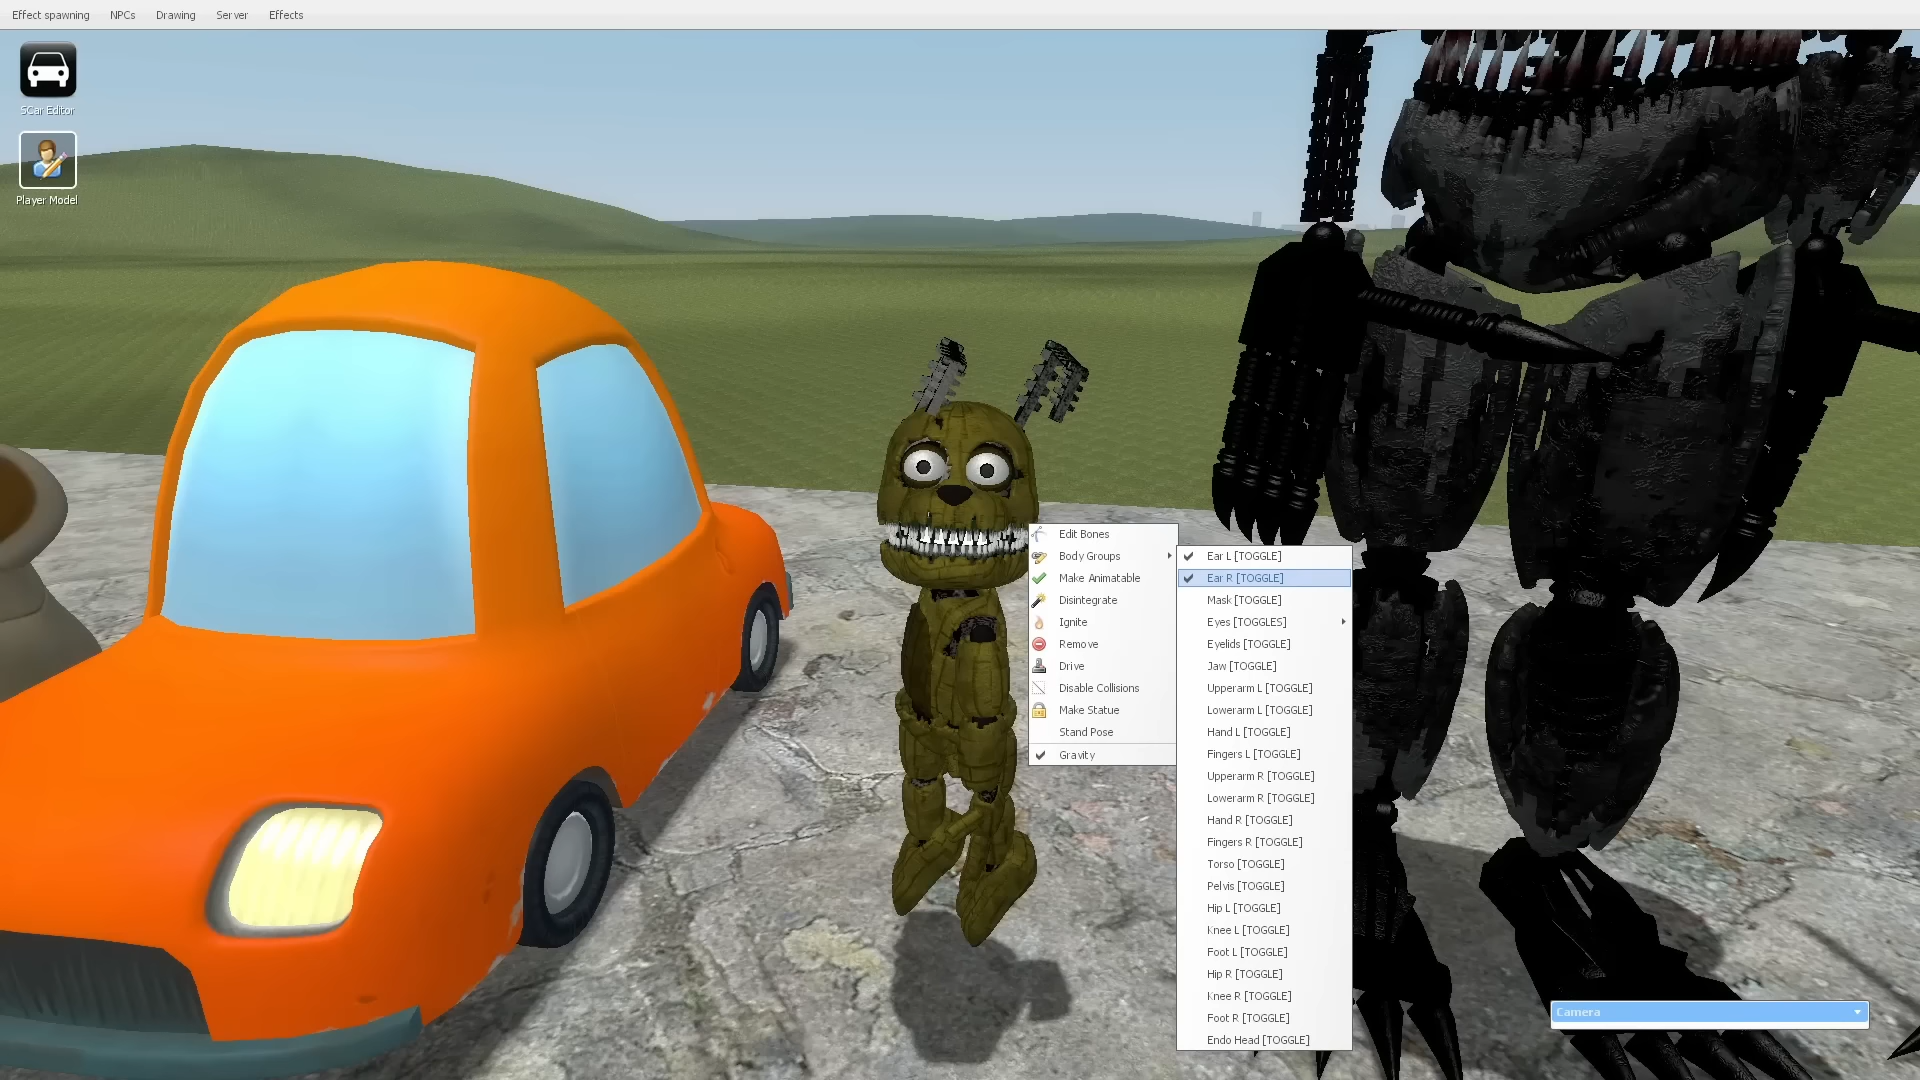 Effect spawning NPCs Drawing Server Effects
SCar Editor
Player Model
Edit Bones
Body Groups
Make Animatable
Disintegrate
Ignite
Remove
Drive
Disable Collisions
Make Statue
Stand Pose
Gravity
Ear L [TOGGLE]
Ear R [TOGGLE]
Mask [TOGGLE]
Eyes [TOGGLES]
Eyelids [TOGGLE]
Jaw [TOGGLE]
Upperarm L [TOGGLE]
Lowerarm L [TOGGLE]
Hand L [TOGGLE]
Fingers L [TOGGLE]
Upperarm R [TOGGLE]
Lowerarm R [TOGGLE]
Hand R [TOGGLE]
Fingers R [TOGGLE]
Torso [TOGGLE]
Pelvis [TOGGLE]
Hip L [TOGGLE]
Knee L [TOGGLE]
Foot L [TOGGLE]
Hip R [TOGGLE]
Knee R [TOGGLE]
Foot R [TOGGLE]
Endo Head [TOGGLE]
Camera